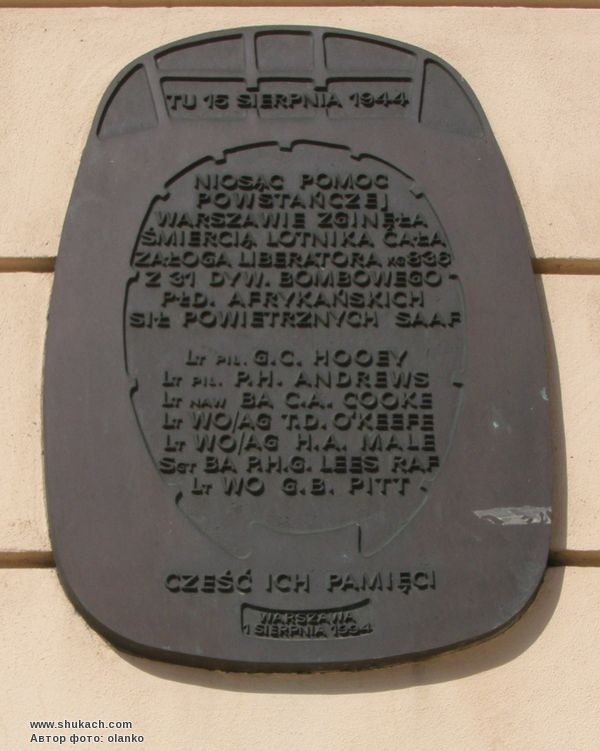 TU 15 SIERPNIA 1944
NIOSĄC POMOC
POWSTAŃCZEJ
WARSZAWIE ZGINĘŁA
ŚMIERCIĄ LOTNIKA CAŁA
ZAŁOGA LIBERATORA KG 836
Z 31 DYW. BOMBOWEGO
PŁD. AFRYKAŃSKICH
SIŁ POWIETRZNYCH SAAF
LT PIL. G.C. HOOEY
LT PIL. P.H. ANDREWS
LT NAW BA C.A. COOKE
LT WO/AG T.D. O'KEEFE
LT WO/AG H.A. MALE
SGT BA P.H.G. LEES RAF
LT WO G.B. PITT
CZEŚĆ ICH PAMIĘCI
WARSZAWA
1 SIERPNIA 1994
www.shukach.com
Автор фото: olanko